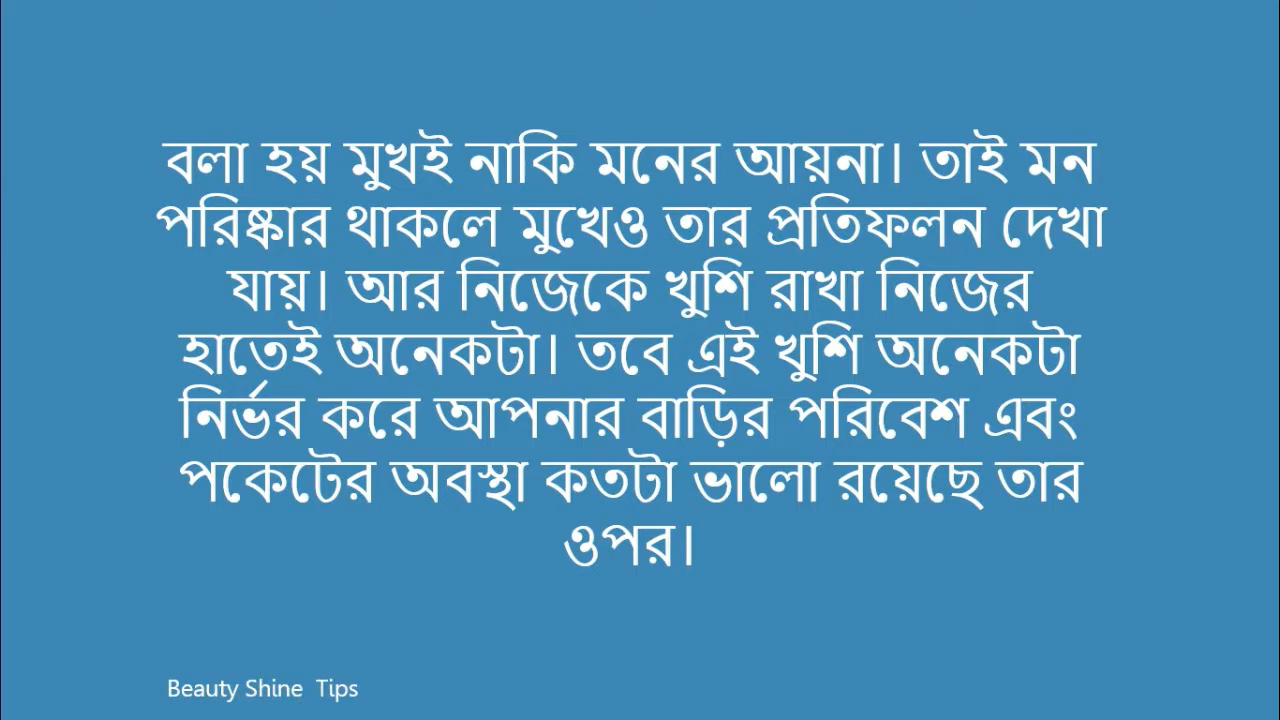 বলা হয় মুখই নাকি মনের আয়না। তাই মন
পরিষ্কার থাকলে মুখেও তার প্রতিফলন দেখা
যায়। আর নিজেকে খুশি রাখা নিজের
হাতেই অনেকটা। তবে এই খুশি অনেকটা
নির্ভর করে আপনার বাড়ির পরিবেশ এবং
পকেটের অবস্থা কতটা ভালো রয়েছে তার
ওপর।
Beauty Shine Tips